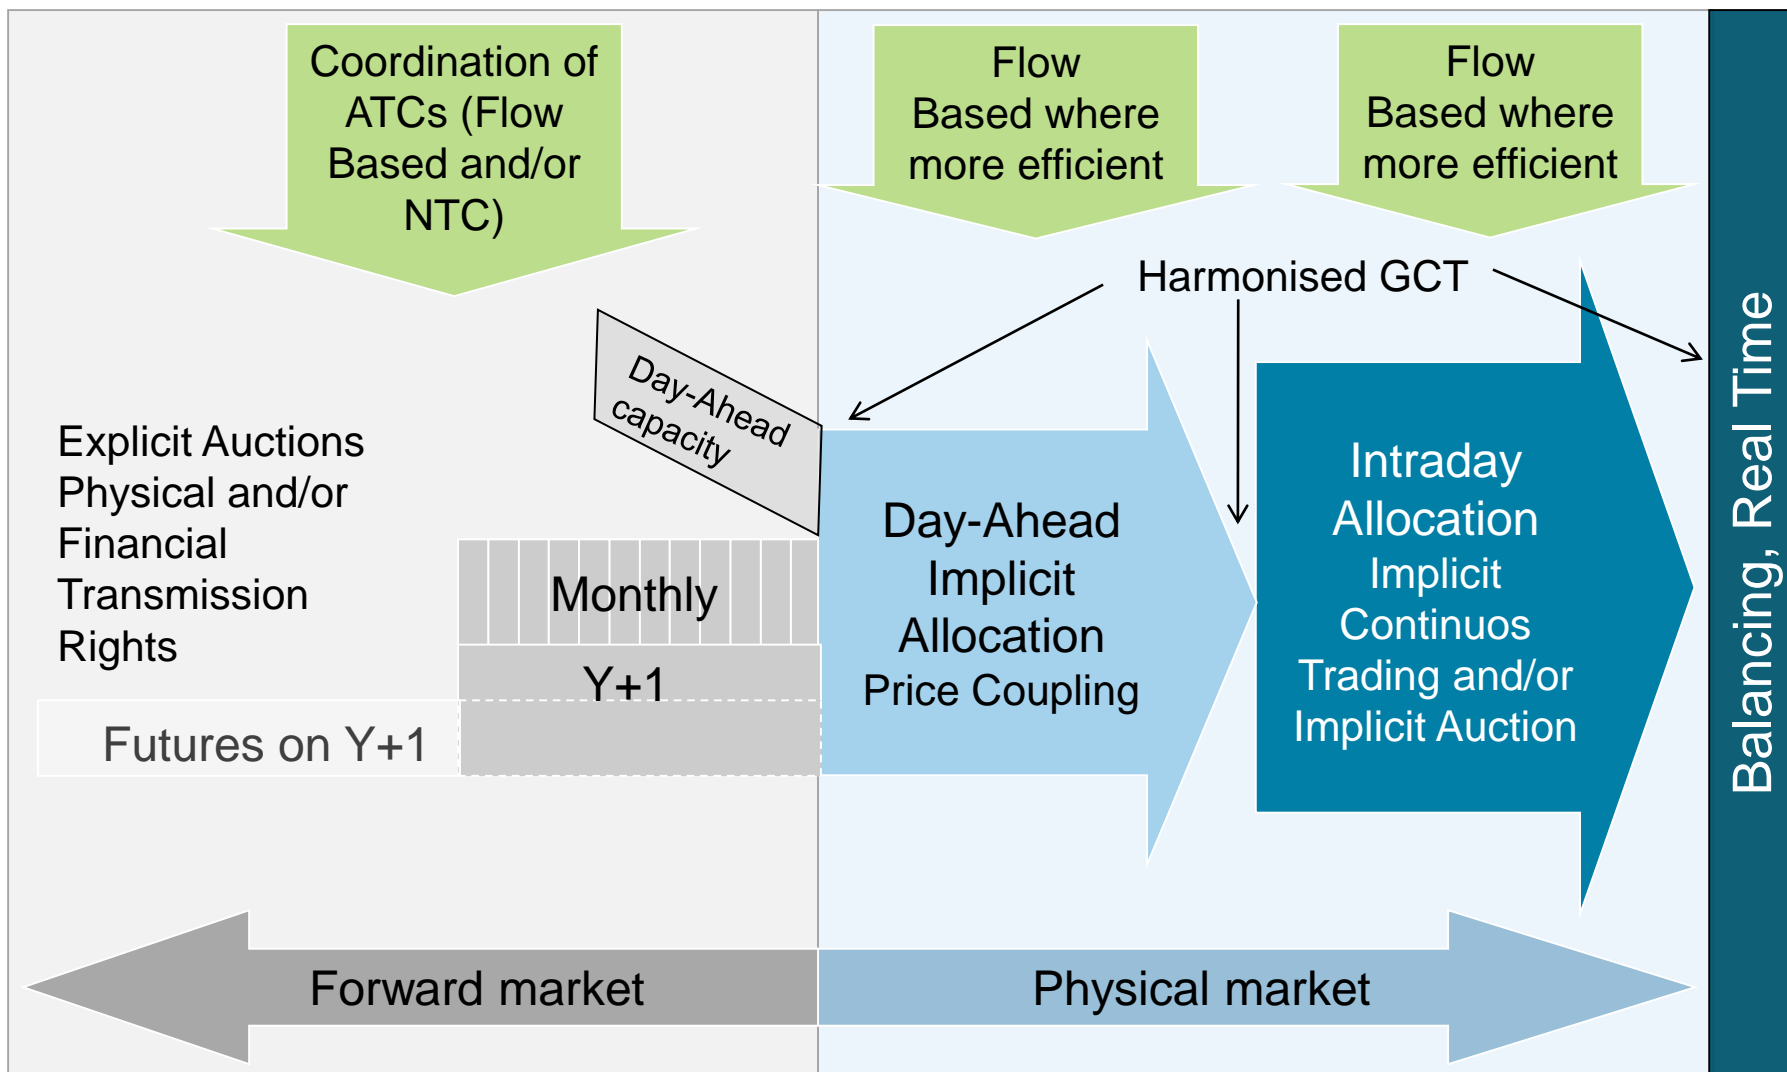 Coordination of
ATCs (Flow
Based and/or
NTC)
Flow
Based where
more efficient
Flow
Based where
more efficient
Harmonised GCT
Day-Ahead
capacity
Explicit Auctions
Physical and/or
Financial
Transmission
Rights
Monthly
Y+1
Futures on Y+1
Day-Ahead
Implicit
Allocation
Price Coupling
Intraday
Allocation
Implicit
Continuos
Trading and/or
Implicit Auction
Balancing, Real Time
Forward market
Physical market